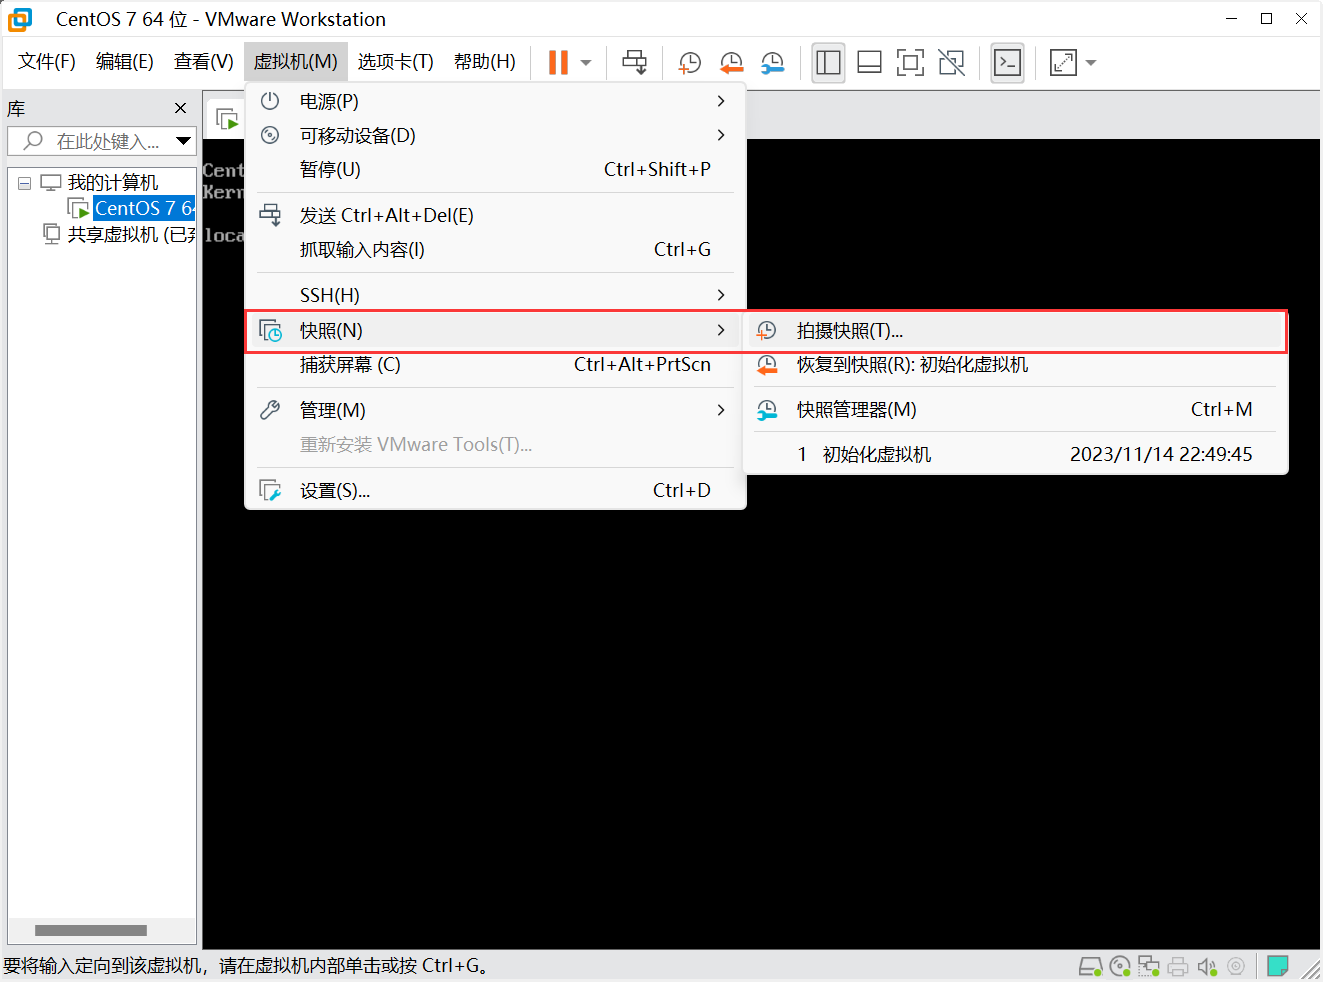 CentOS 7 64 位 - VMware Workstation
文件(F) 编辑(E) 查看(V) 虚拟机(M) 选项卡(T) 帮助(H)
库
在此处键入...
我的计算机
CentOS 7 64
共享虚拟机 (已
Cent
Kern
loca
电源(P)
可移动设备(D)
暂停(U) Ctrl+Shift+P
发送 Ctrl+Alt+Del(E)
抓取输入内容(I) Ctrl+G
SSH(H)
快照(N)
捕获屏幕 (C) Ctrl+Alt+PrtScn
管理(M)
重新安装 VMware Tools(T)...
设置(S)... Ctrl+D
拍摄快照(T)...
恢复到快照(R): 初始化虚拟机
快照管理器(M) Ctrl+M
1 初始化虚拟机 2023/11/14 22:49:45
要将输入定向到该虚拟机，请在虚拟机内部单击或按 Ctrl+G。